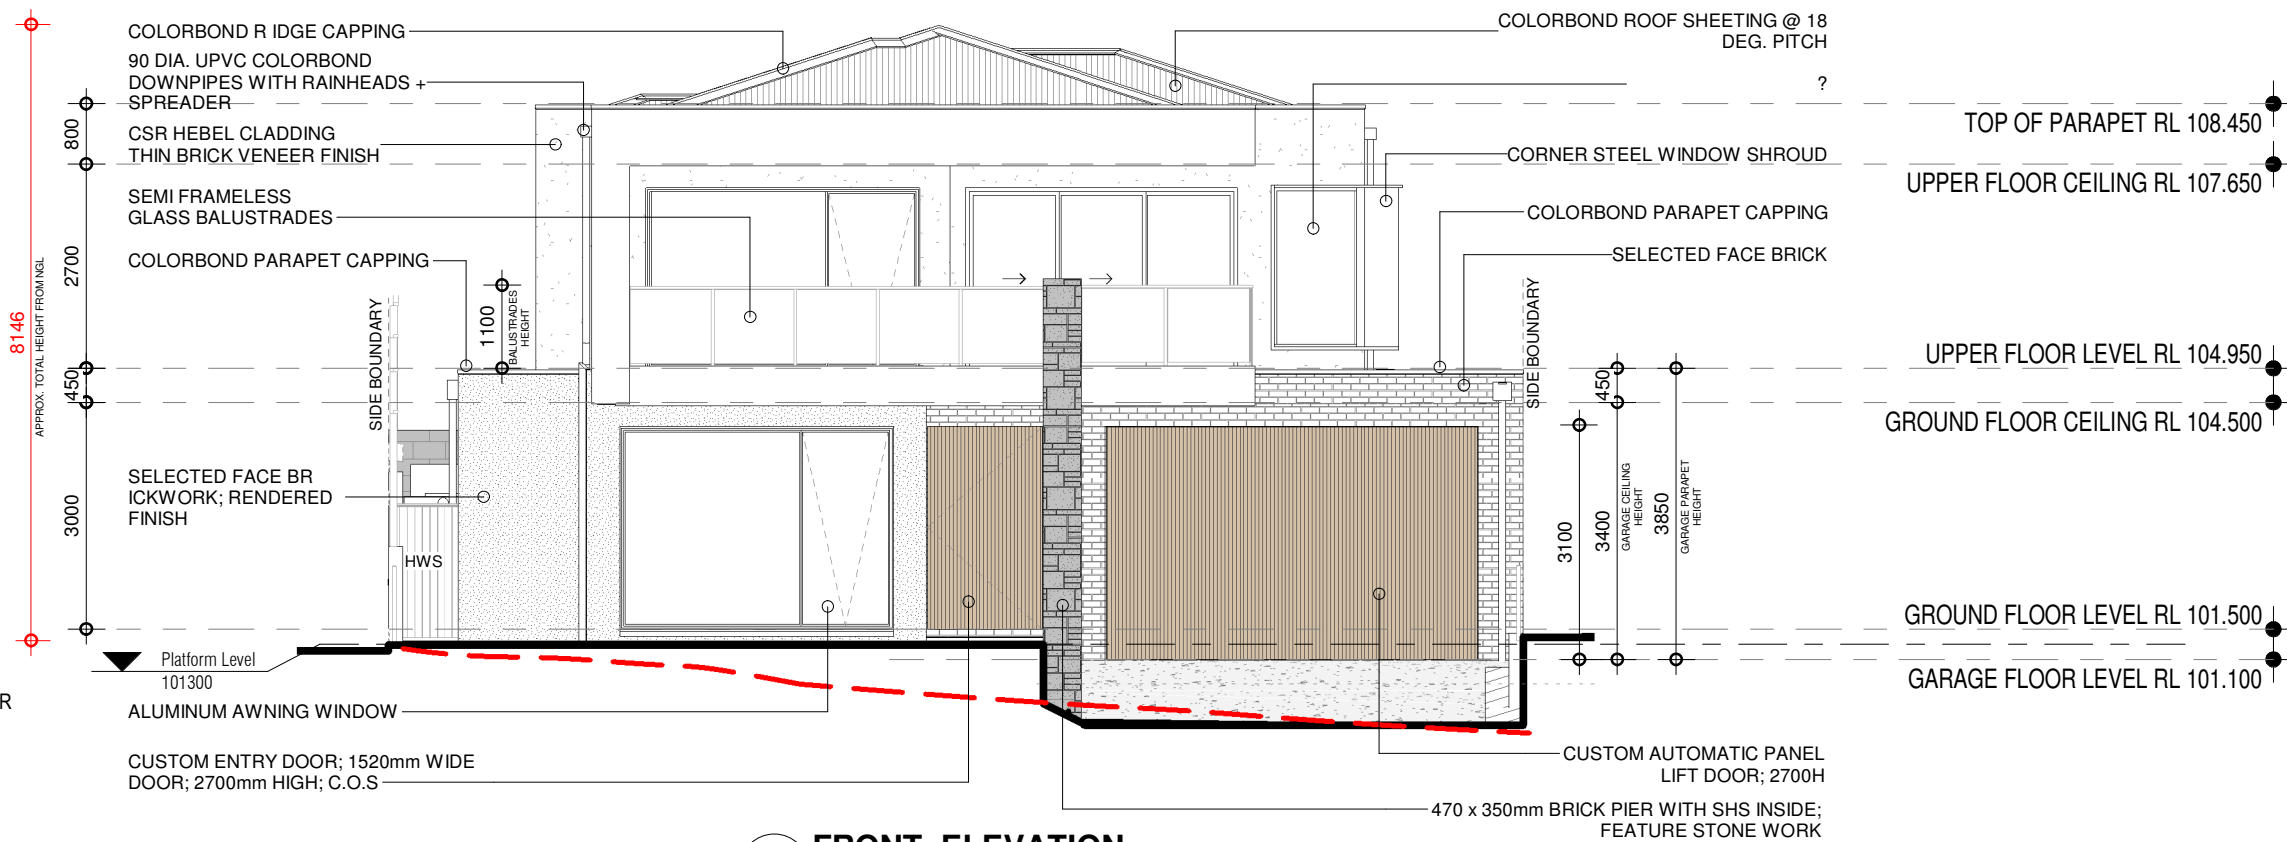 COLORBOND R IDGE CAPPING
90 DIA. UPVC COLORBOND
DOWNPIPES WITH RAINHEADS +
SPREADER
CSR HEBEL CLADDING
THIN BRICK VENEER FINISH
SEMI FRAMELESS
GLASS BALUSTRADES
COLORBOND PARAPET CAPPING
SELECTED FACE BR
ICKWORK; RENDERED
FINISH
8146
APPROX. TOTAL HEIGHT FROM NGL
800
2700
450
3000
1100
BALUSTRADES
HEIGHT
SIDE BOUNDARY
HWS
Platform Level
101300
R
ALUMINUM AWNING WINDOW
CUSTOM ENTRY DOOR; 1520mm WIDE
DOOR; 2700mm HIGH; C.O.S
COLORBOND ROOF SHEETING @ 18
DEG. PITCH
?
CORNER STEEL WINDOW SHROUD
COLORBOND PARAPET CAPPING
SELECTED FACE BRICK
SIDE BOUNDARY
450
3100
3400
GARAGE CEILING
HEIGHT
3850
GARAGE PARAPET
HEIGHT
TOP OF PARAPET RL 108.450
UPPER FLOOR CEILING RL 107.650
UPPER FLOOR LEVEL RL 104.950
GROUND FLOOR CEILING RL 104.500
GROUND FLOOR LEVEL RL 101.500
GARAGE FLOOR LEVEL RL 101.100
CUSTOM AUTOMATIC PANEL
LIFT DOOR; 2700H
470 x 350mm BRICK PIER WITH SHS INSIDE;
FEATURE STONE WORK
FRONT ELEVATION